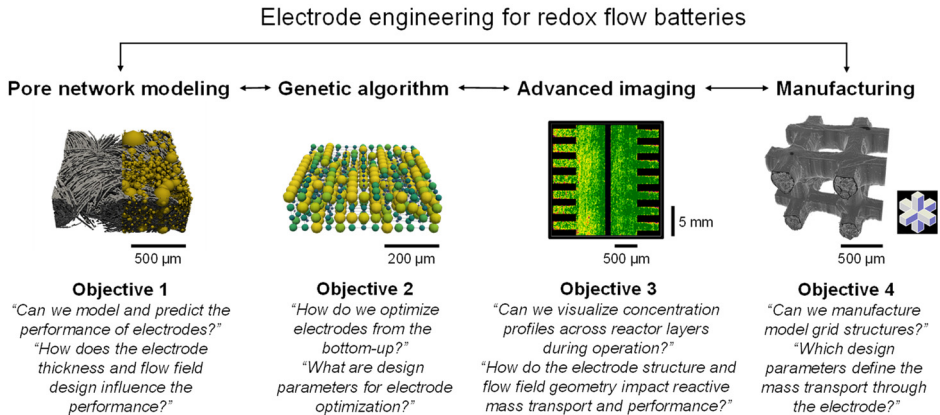 Electrode engineering for redox flow batteries
Pore network modeling
Genetic algorithm
Advanced imaging
Manufacturing
500 µm
200 µm
5 mm
500 µm
500 µm
Objective 1
“Can we model and predict the
performance of electrodes?”
“How does the electrode
thickness and flow field
design influence the
performance?”
Objective 2
“How do we optimize
electrodes from the
bottom-up?”
“What are design
parameters for electrode
optimization?”
Objective 3
“Can we visualize concentration
profiles across reactor layers
during operation?”
“How do the electrode structure and
flow field geometry impact reactive
mass transport and performance?”
Objective 4
“Can we manufacture
model grid structures?”
“Which design
parameters define the
mass transport through
the electrode?”